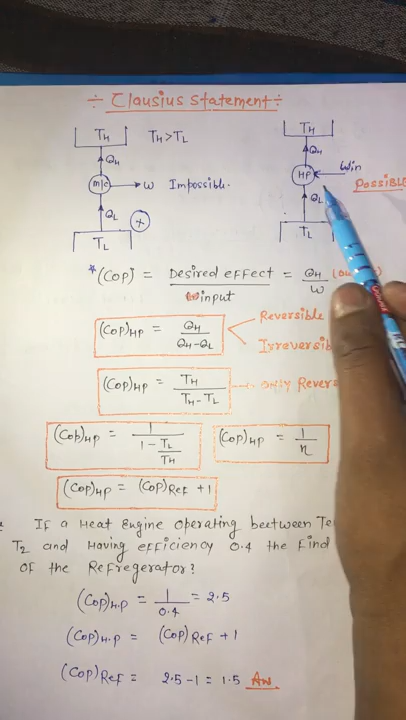 ÷ Clausius Statement ÷
TH TH>TL
QH
m/c → W Impossible.
QL
TL
TH
QH
HP Win
Possible
QL
TL
*(COP) = Desired effect / input = QH / W
(COP)HP = QH / QH-QL
Reversible
Irreversib
(COP)HP = TH / TH-TL
only Revers
(COP)HP = 1 / 1-TL/TH
(COP)HP = 1/η
(COP)HP = (COP)Ref +1
If a Heat Engine operating beetween Te
T2 and Having efficiency 0.4 the find
of the Refregerator?
(COP)H.P = 1/0.4 = 2.5
(COP)H.P = (COP)Ref +1
(COP)Ref = 2.5-1 = 1.5 An